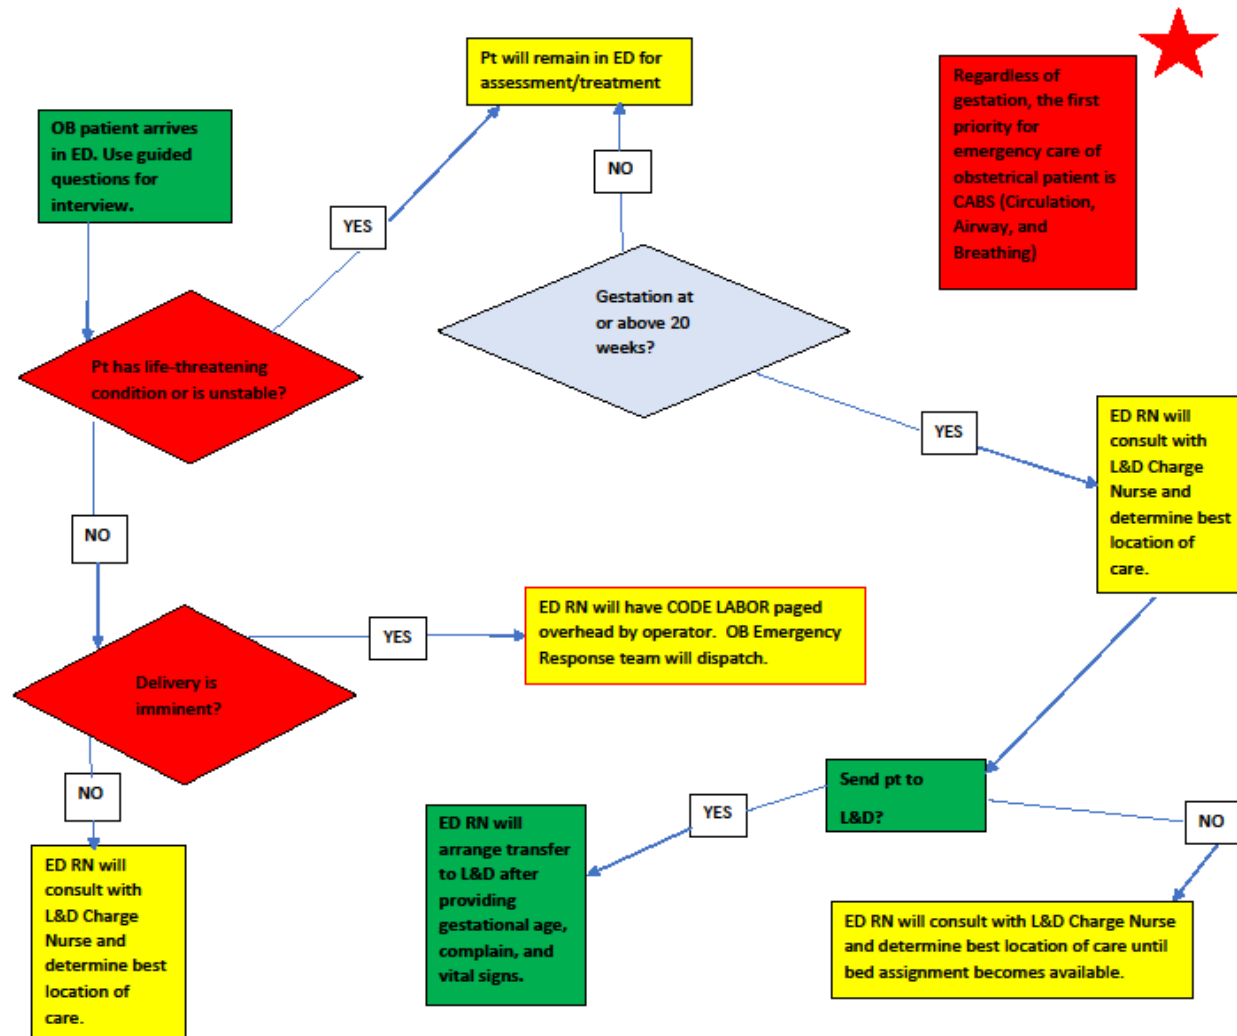 Pt will remain in ED for
assessment/treatment
Regardless of
gestation, the first
priority for
emergency care of
obstetrical patient is
CABS (Circulation,
Airway, and
Breathing)
OB patient arrives
in ED. Use guided
questions for
interview.
YES
NO
Gestation at
or above 20
weeks?
Pt has life-threatening
condition or is unstable?
YES
ED RN will
consult with
L&D Charge
Nurse and
determine best
location of
care.
NO
ED RN will have CODE LABOR paged
overhead by operator.  OB Emergency
Response team will dispatch.
YES
Delivery is
imminent?
NO
Send pt to
L&D?
YES
NO
ED RN will
arrange transfer
to L&D after
providing
gestational age,
complain, and
vital signs.
ED RN will
consult with
L&D Charge
Nurse and
determine best
location of
care.
ED RN will consult with L&D Charge Nurse
and determine best location of care until
bed assignment becomes available.